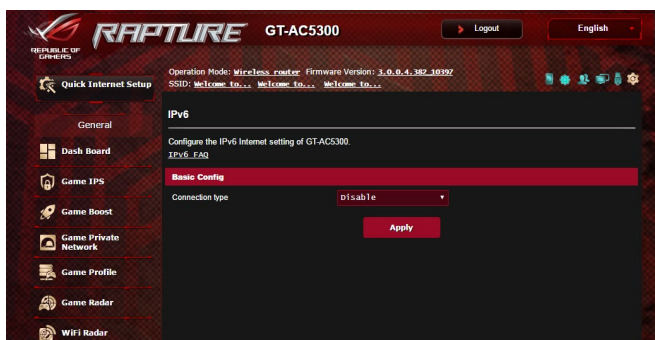 REPUBLIC OF
GAMERS
RAPTURE
GT-AC5300
Logout
English
Quick Internet Setup
Operation Mode: Wireless router Firmware Version: 3.0.0.4.382_10397
SSID: Welcome to... Welcome to... Welcome to...
General
IPv6
Configure the IPv6 Internet setting of GT-AC5300.
IPv6 FAQ
Dash Board
Basic Config
Game IPS
Connection type
Disable
Game Boost
Apply
Game Private
Network
Game Profile
Game Radar
WiFi Radar